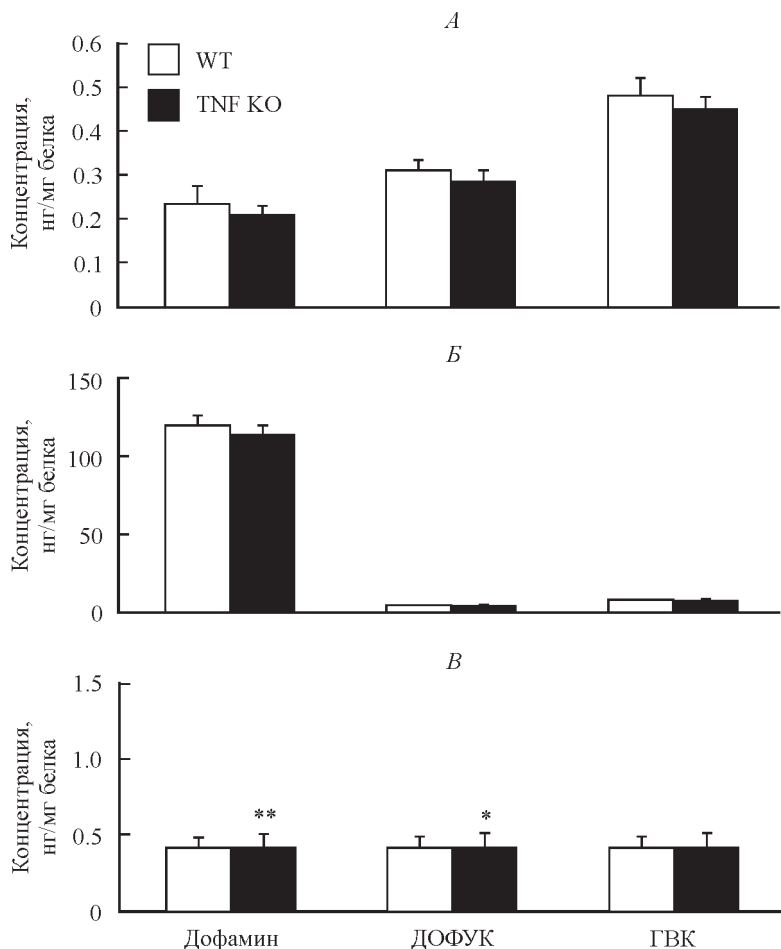 А
Концентрация,
нг/мг белка
0.6
0.5
0.4
0.3
0.2
0.1
0
WT
TNF KO
Б
Концентрация,
нг/мг белка
150
100
50
0
В
Концентрация,
нг/мг белка
1.5
1.0
0.5
0
** *
Дофамин ДОФУК ГВК